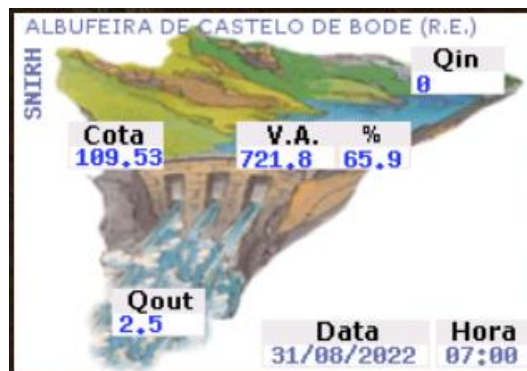 ALBUFEIRA DE CASTELO DE BODE (R.E.)
SNIRH
Qin
0
Cota
109.53
V.A.
721.8
%
65.9
Qout
2.5
Data
31/08/2022
Hora
07:00